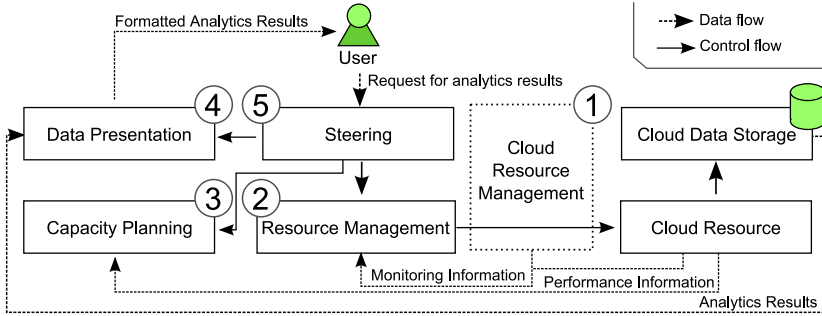 Formatted Analytics Results
User
Data flow
Control flow
Request for analytics results
4
5
1
Data Presentation
Steering
Cloud
Resource
Management
Cloud Data Storage
3
2
Capacity Planning
Resource Management
Cloud Resource
Monitoring Information
Performance Information
Analytics Results